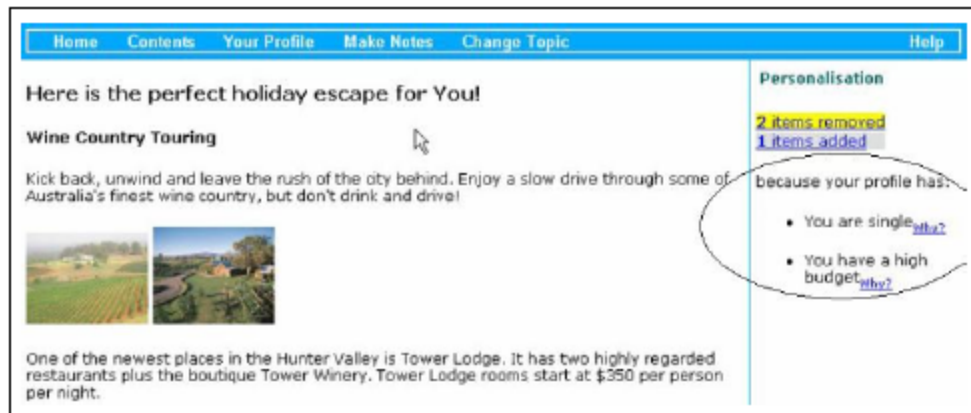 Home Contents Your Profile Make Notes Change Topic Help
Here is the perfect holiday escape for You!
Wine Country Touring
Kick back, unwind and leave the rush of the city behind. Enjoy a slow drive through some of
Australia's finest wine country, but don't drink and drive!
One of the newest places in the Hunter Valley is Tower Lodge. It has two highly regarded
restaurants plus the boutique Tower Winery. Tower Lodge rooms start at $350 per person
per night.
Personalisation
2 items removed
1 items added
because your profile has:
• You are single Why?
• You have a high
budget Why?